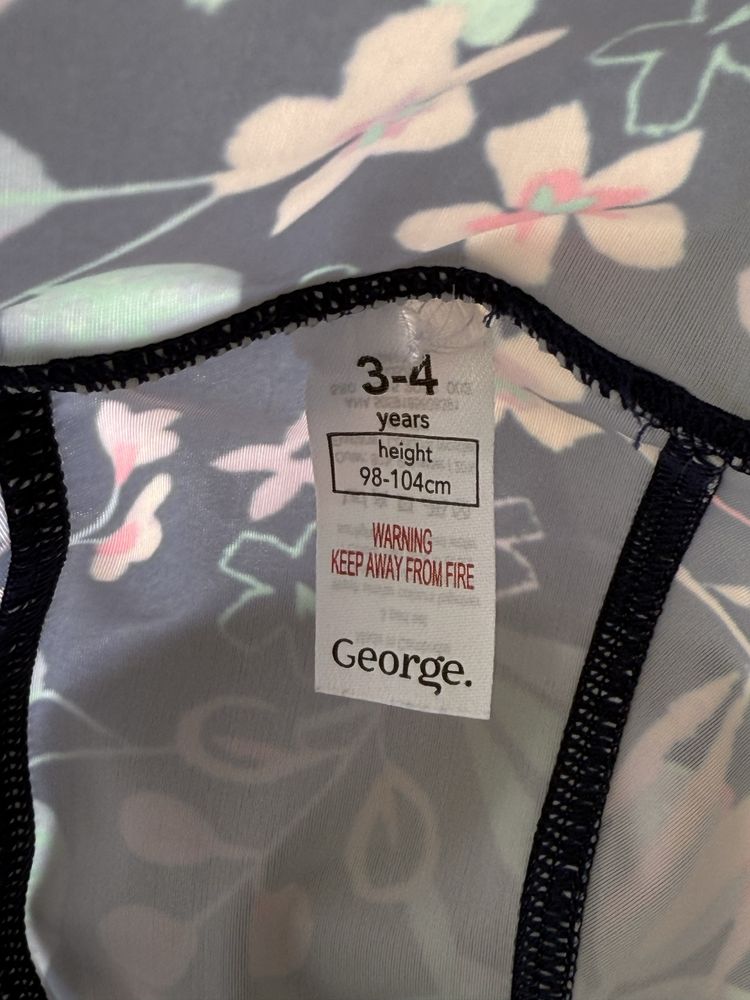 3-4
years
height
98-104cm
WARNING
KEEP AWAY FROM FIRE
George.